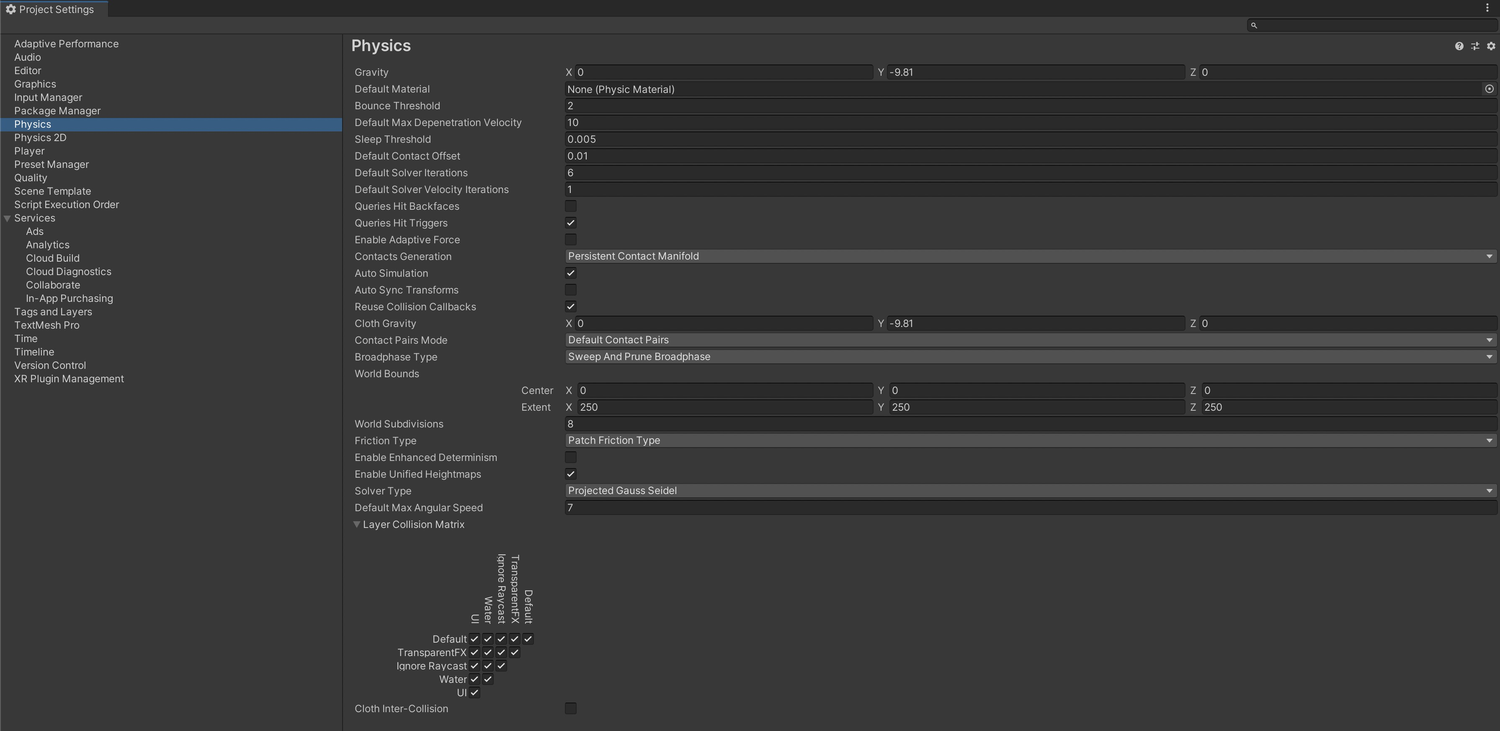 Project Settings
Adaptive Performance
Audio
Editor
Graphics
Input Manager
Package Manager
Physics
Physics 2D
Player
Preset Manager
Quality
Scene Template
Script Execution Order
Services
Ads
Analytics
Cloud Build
Cloud Diagnostics
Collaborate
In-App Purchasing
Tags and Layers
TextMesh Pro
Time
Timeline
Version Control
XR Plugin Management
Physics
Gravity X 0 Y -9.81 Z 0
Default Material None (Physic Material)
Bounce Threshold 2
Default Max Depenetration Velocity 10
Sleep Threshold 0.005
Default Contact Offset 0.01
Default Solver Iterations 6
Default Solver Velocity Iterations 1
Queries Hit Backfaces
Queries Hit Triggers
Enable Adaptive Force
Contacts Generation Persistent Contact Manifold
Auto Simulation
Auto Sync Transforms
Reuse Collision Callbacks
Cloth Gravity X 0 Y -9.81 Z 0
Contact Pairs Mode Default Contact Pairs
Broadphase Type Sweep And Prune Broadphase
World Bounds
Center X 0 Y 0 Z 0
Extent X 250 Y 250 Z 250
World Subdivisions 8
Friction Type Patch Friction Type
Enable Enhanced Determinism
Enable Unified Heightmaps
Solver Type Projected Gauss Seidel
Default Max Angular Speed 7
Layer Collision Matrix
UI
Water
Ignore Raycast
TransparentFX
Default
Default
TransparentFX
Ignore Raycast
Water
UI
Cloth Inter-Collision